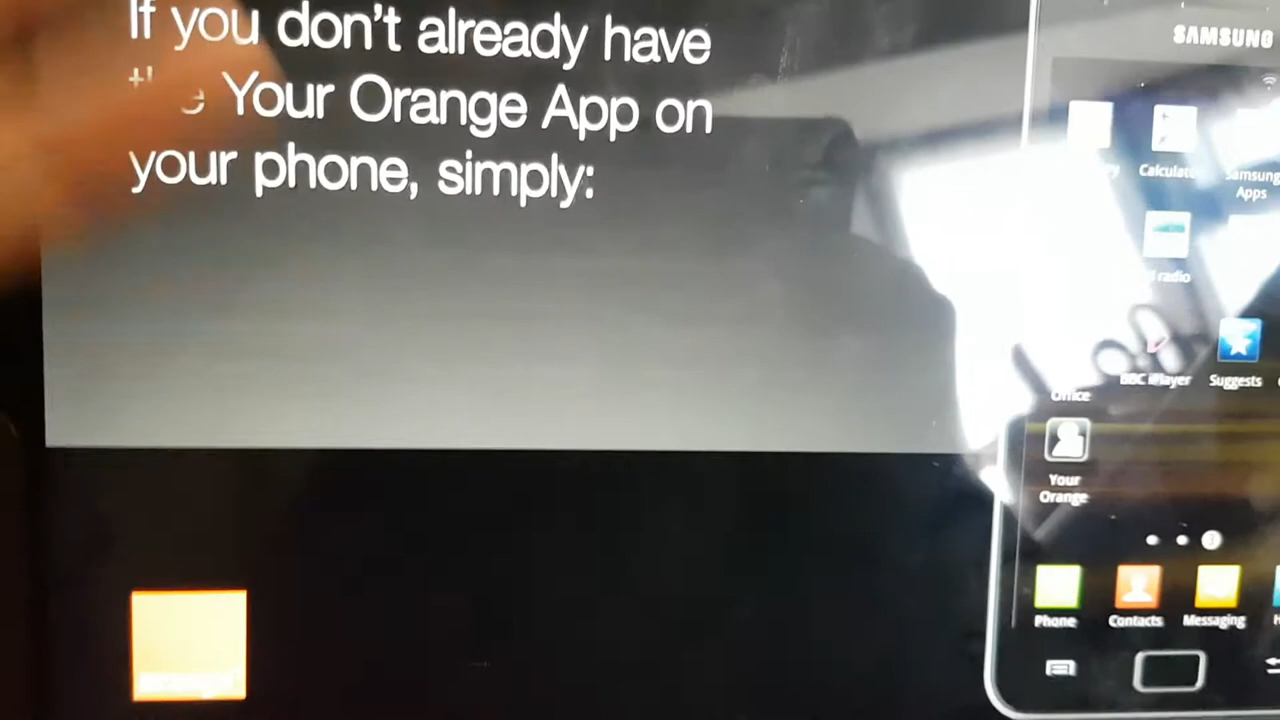 If you don't already have
Your Orange App on
your phone, simply:
SAMSUNG
Samsung
Apps
radio
Office
BBC iPlayer
Suggests
Your
Orange
Phone
Contacts
Messaging